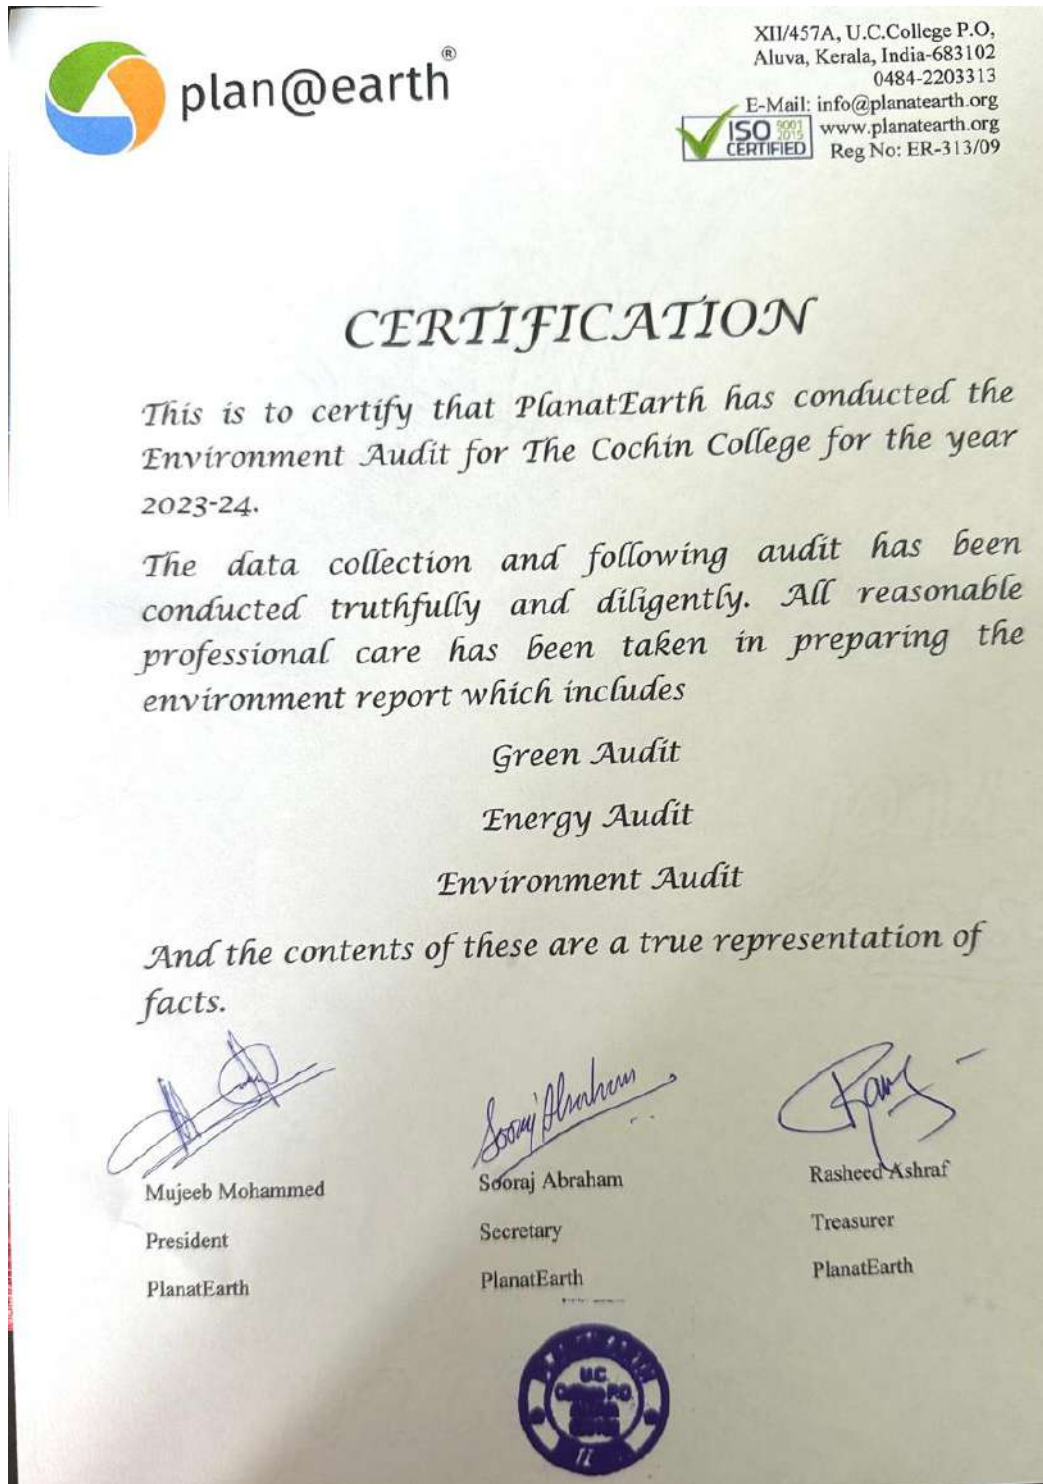 plan@earth®
XII/457A, U.C.College P.O,
Aluva, Kerala, India-683102
0484-2203313
E-Mail: info@planatearth.org
ISO 9001 2015
CERTIFIED
www.planatearth.org
Reg No: ER-313/09
CERTIFICATION
This is to certify that PlanatEarth has conducted the
Environment Audit for The Cochin College for the year
2023-24.
The data collection and following audit has been
conducted truthfully and diligently. All reasonable
professional care has been taken in preparing the
environment report which includes
Green Audit
Energy Audit
Environment Audit
And the contents of these are a true representation of
facts.
Sooraj Abraham
Mujeeb Mohammed
Sooraj Abraham
Rasheed Ashraf
President
Secretary
Treasurer
PlanatEarth
PlanatEarth
PlanatEarth
U.C.
P.O.